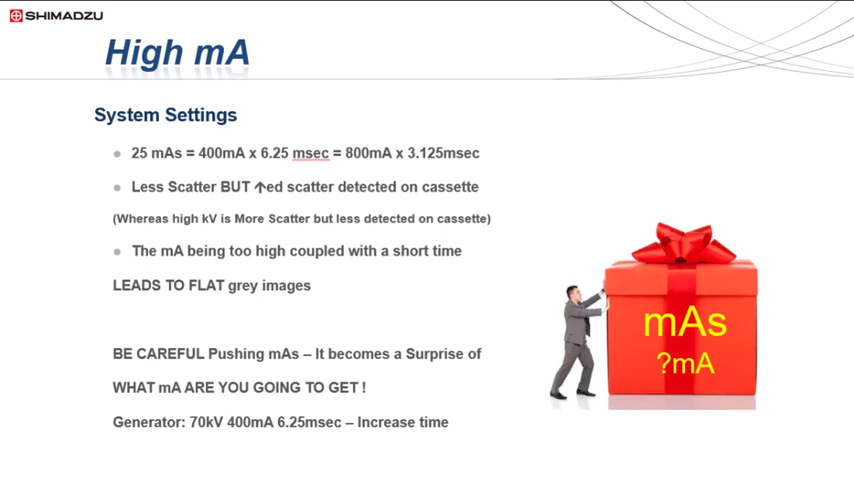 SHIMADZU
High mA
System Settings
25 mAs = 400mA x 6.25 msec = 800mA x 3.125msec
Less Scatter BUT ↑ed scatter detected on cassette
(Whereas high kV is More Scatter but less detected on cassette)
The mA being too high coupled with a short time
LEADS TO FLAT grey images
mAs
?mA
BE CAREFUL Pushing mAs – It becomes a Surprise of
WHAT mA ARE YOU GOING TO GET !
Generator: 70kV 400mA 6.25msec – Increase time